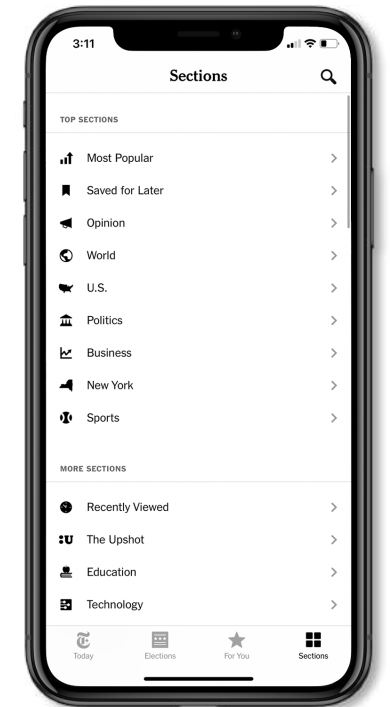 3:11
Sections
TOP SECTIONS
Most Popular
Saved for Later
Opinion
World
U.S.
Politics
Business
New York
Sports
MORE SECTIONS
Recently Viewed
:U The Upshot
Education
Technology
T Today
Elections
For You
Sections